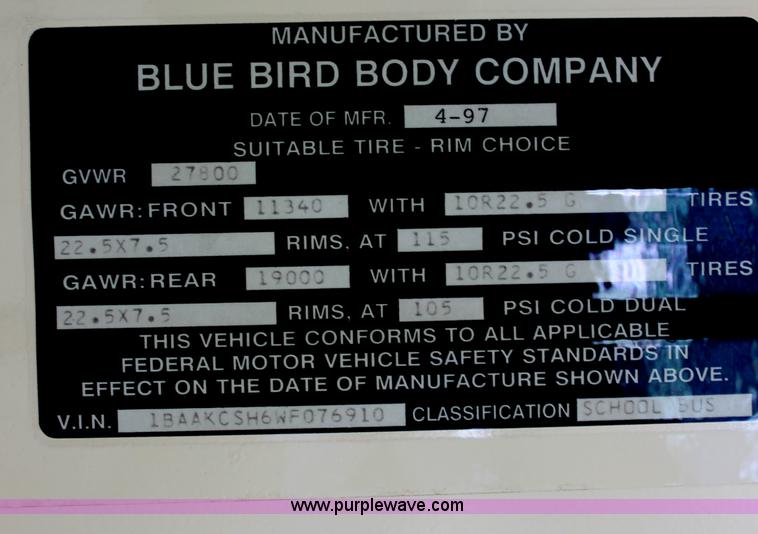 MANUFACTURED BY
BLUE BIRD BODY COMPANY
DATE OF MFR. 4-97
SUITABLE TIRE - RIM CHOICE
GVWR 27800
GAWR: FRONT 11340 WITH 10R22.5 G TIRES
22.5X7.5 RIMS, AT 115 PSI COLD SINGLE
GAWR: REAR 19000 WITH 10R22.5 G TIRES
22.5X7.5 RIMS, AT 105 PSI COLD DUAL
THIS VEHICLE CONFORMS TO ALL APPLICABLE
FEDERAL MOTOR VEHICLE SAFETY STANDARDS IN
EFFECT ON THE DATE OF MANUFACTURE SHOWN ABOVE.
V.I.N. 1BAAKCSH6WF076910 CLASSIFICATION SCHOOL BUS
www.purplewave.com